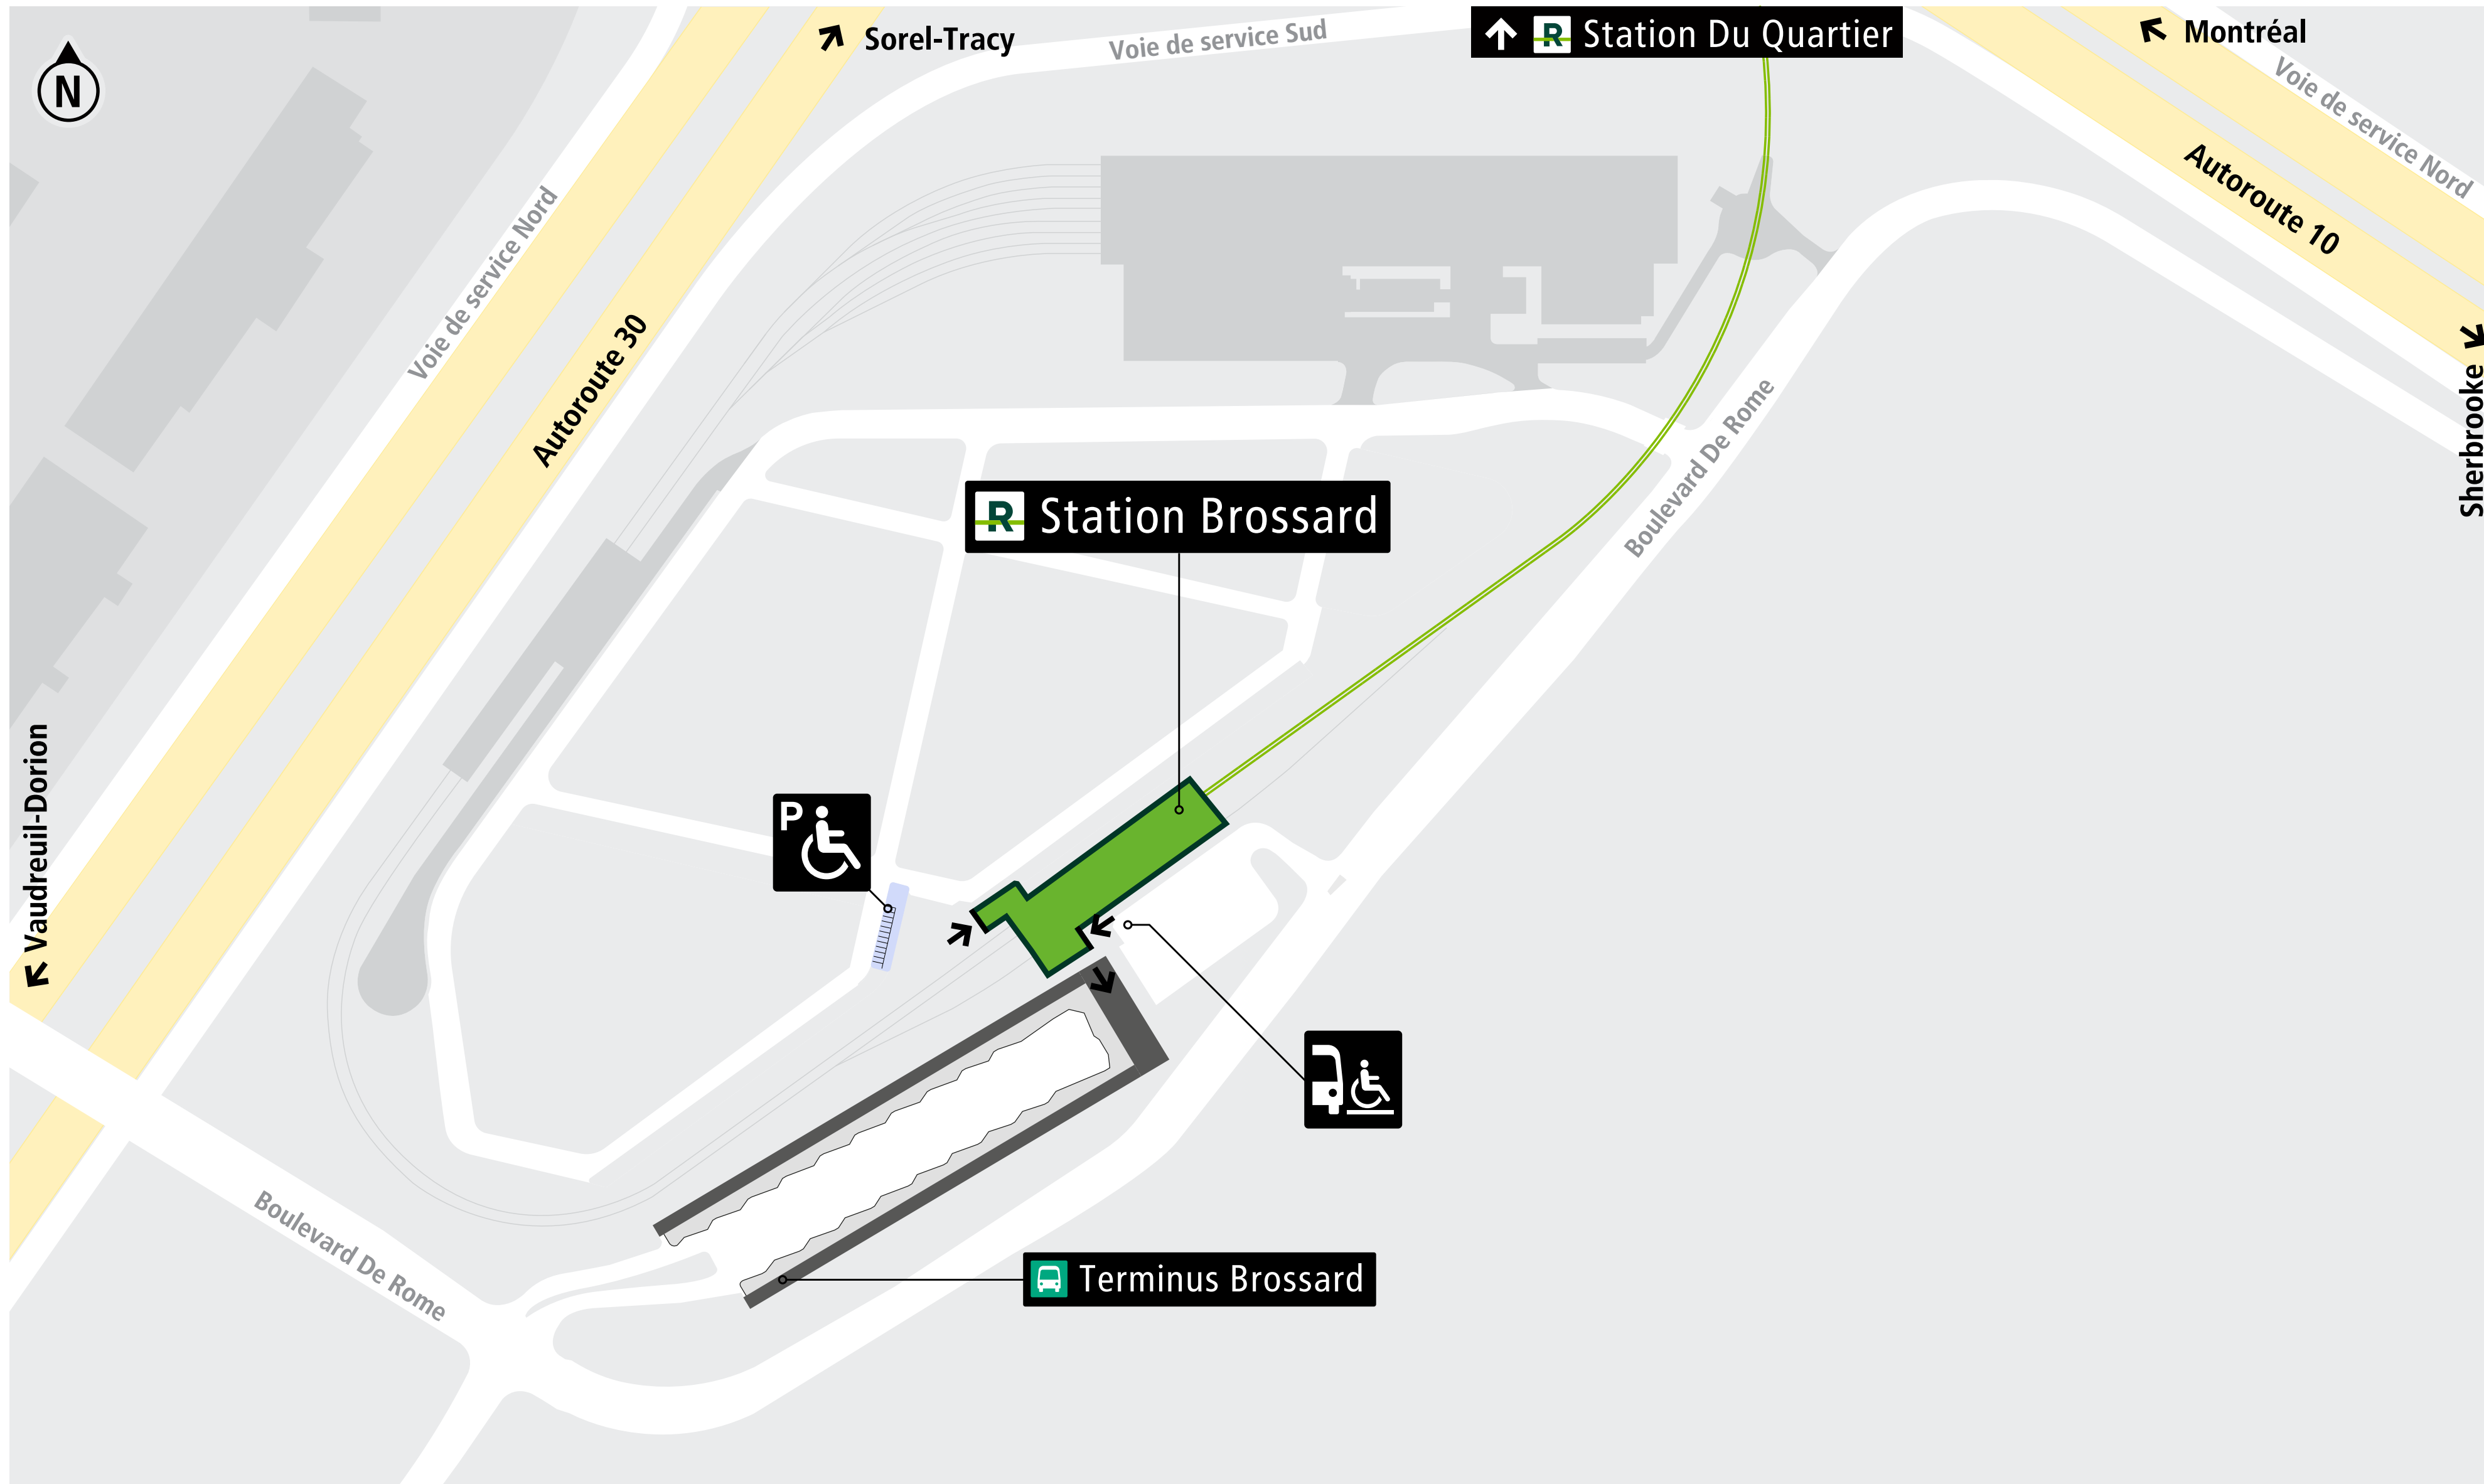 N
Sorel-Tracy
Voie de service Sud
R Station Du Quartier
Montréal
Voie de service Nord
Autoroute 10
Voie de service Nord
Autoroute 30
Sherbrooke
Boulevard De Rome
R Station Brossard
Vaudreuil-Dorion
P
Boulevard De Rome
Terminus Brossard